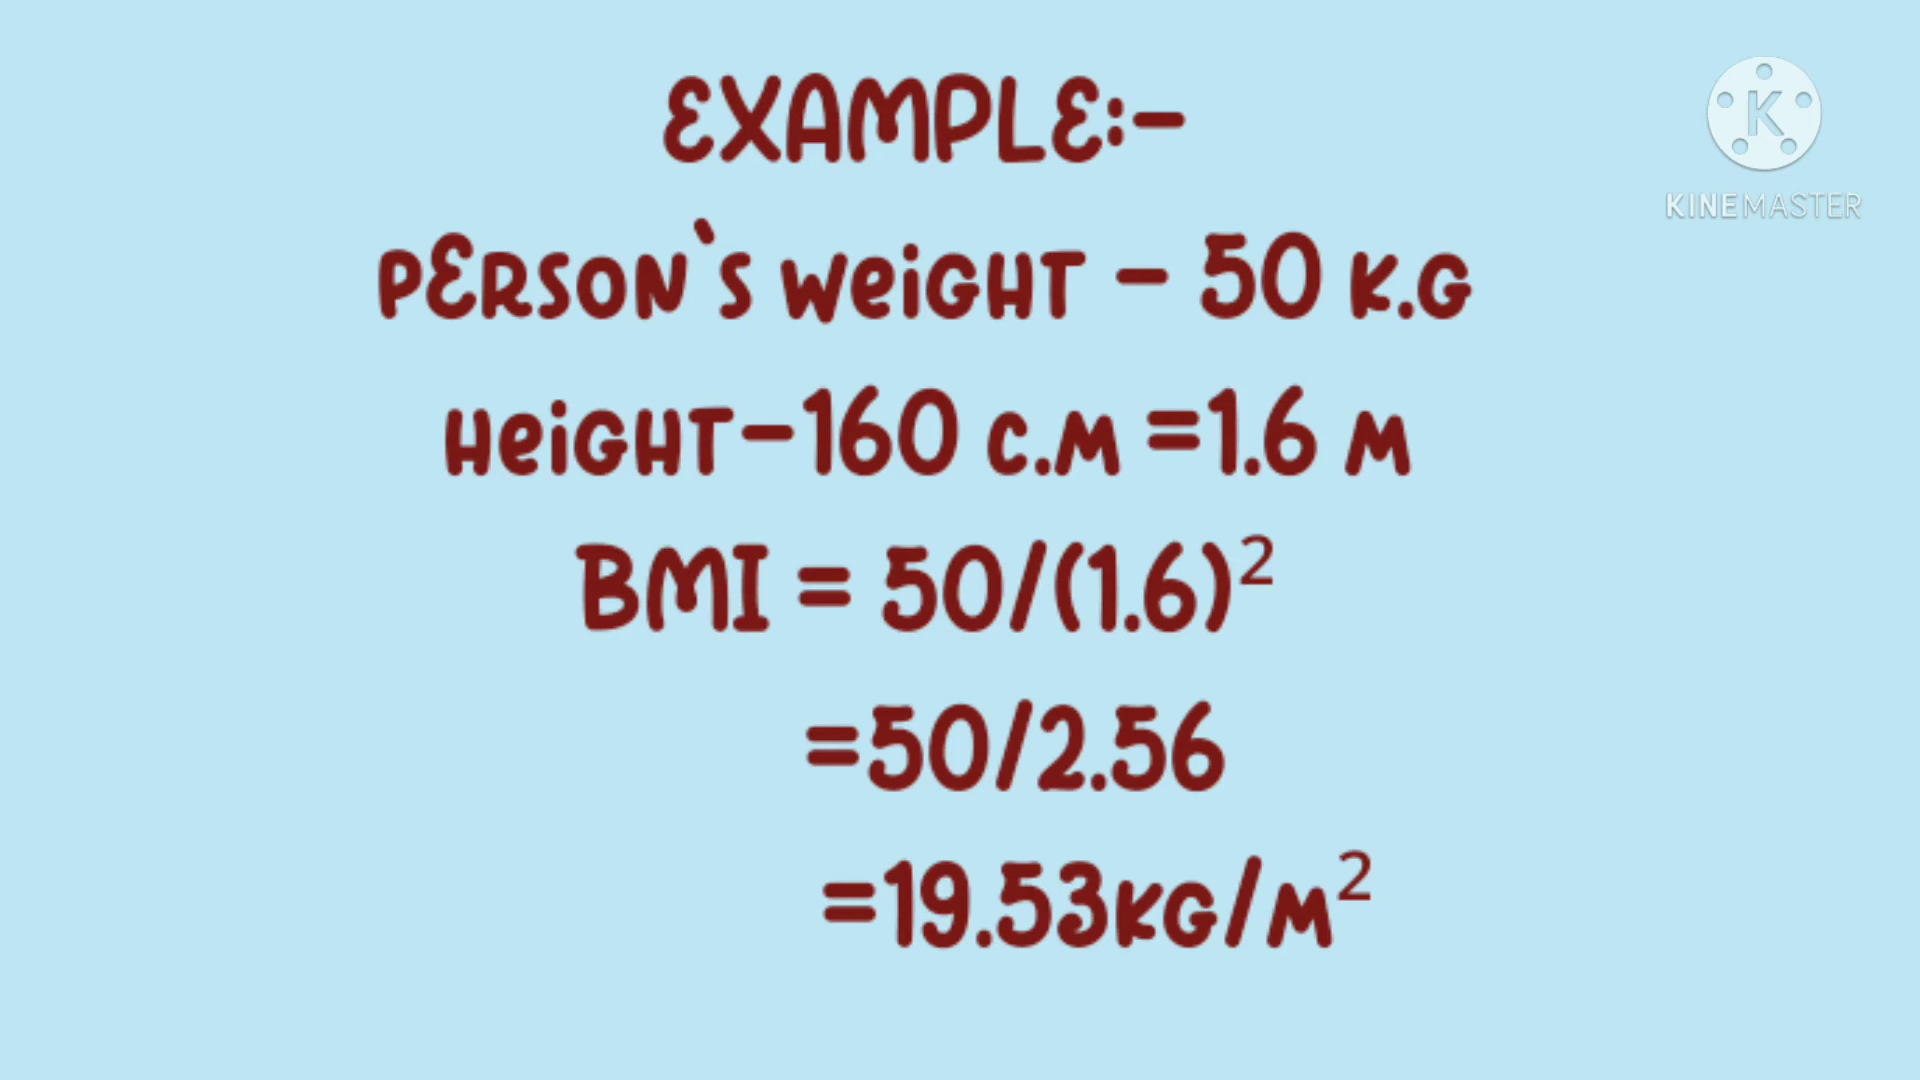 EXAMPLE:-
PERSON`S WEiGHT - 50 K.G
HEiGHT-160 C.M =1.6 M
BMI = 50/(1.6)²
=50/2.56
=19.53KG/M²
K
KINEMASTER